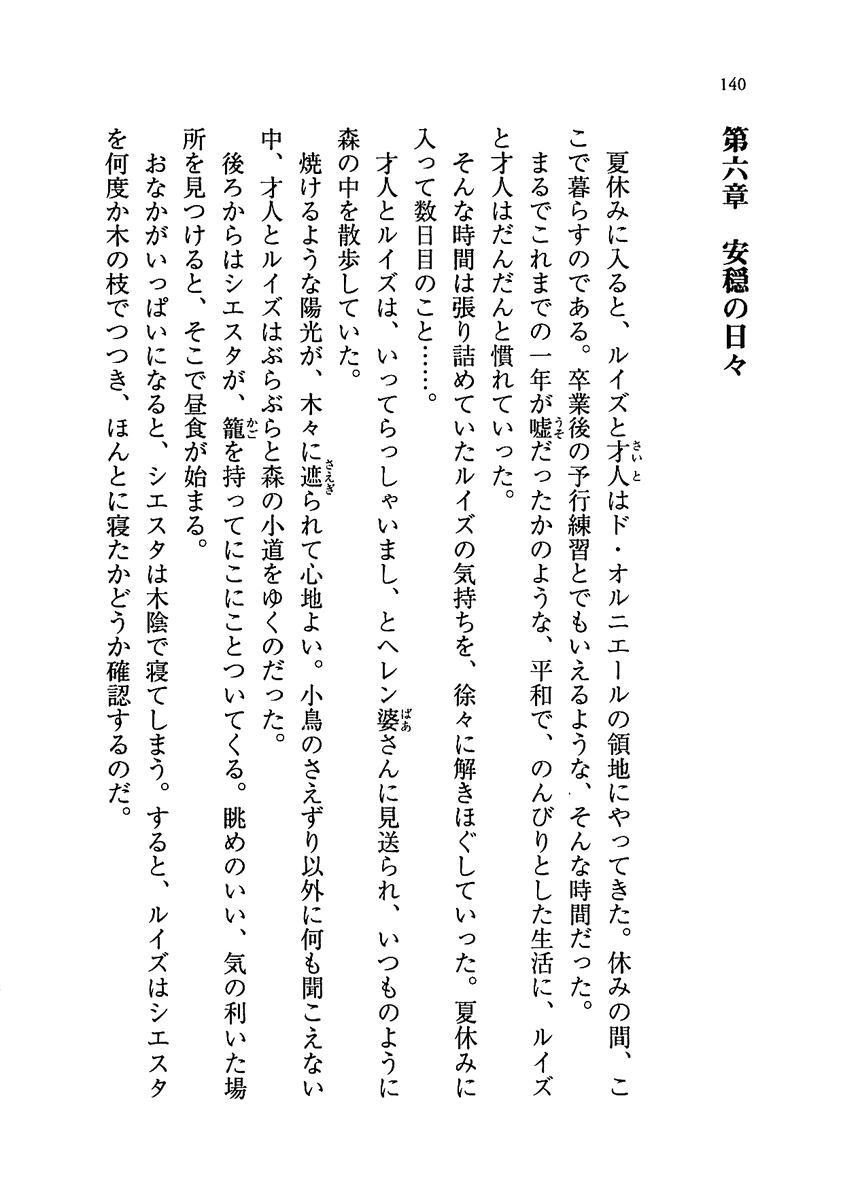 140
第六章　安穏の日々
　夏休みに入ると、ルイズと才人はド・オルニエールの領地にやってきた。休みの間、こ
こで暮らすのである。卒業後の予行練習とでもいえるような、そんな時間だった。
　まるでこれまでの一年が嘘だったかのような、平和で、のんびりとした生活に、ルイズ
と才人はだんだんと慣れていった。
　そんな時間は張り詰めていたルイズの気持ちを、徐々に解きほぐしていった。夏休みに
入って数日目のこと……。
　才人とルイズは、いってらっしゃいまし、とヘレン婆さんに見送られ、いつものように
森の中を散歩していた。
　焼けるような陽光が、木々に遮られて心地よい。小鳥のさえずり以外に何も聞こえない
中、才人とルイズはぶらぶらと森の小道をゆくのだった。
　後ろからはシエスタが、籠を持ってにこにことついてくる。眺めのいい、気の利いた場
所を見つけると、そこで昼食が始まる。
　おなかがいっぱいになると、シエスタは木陰で寝てしまう。すると、ルイズはシエスタ
を何度か木の枝でつつき、ほんとに寝たかどうか確認するのだ。